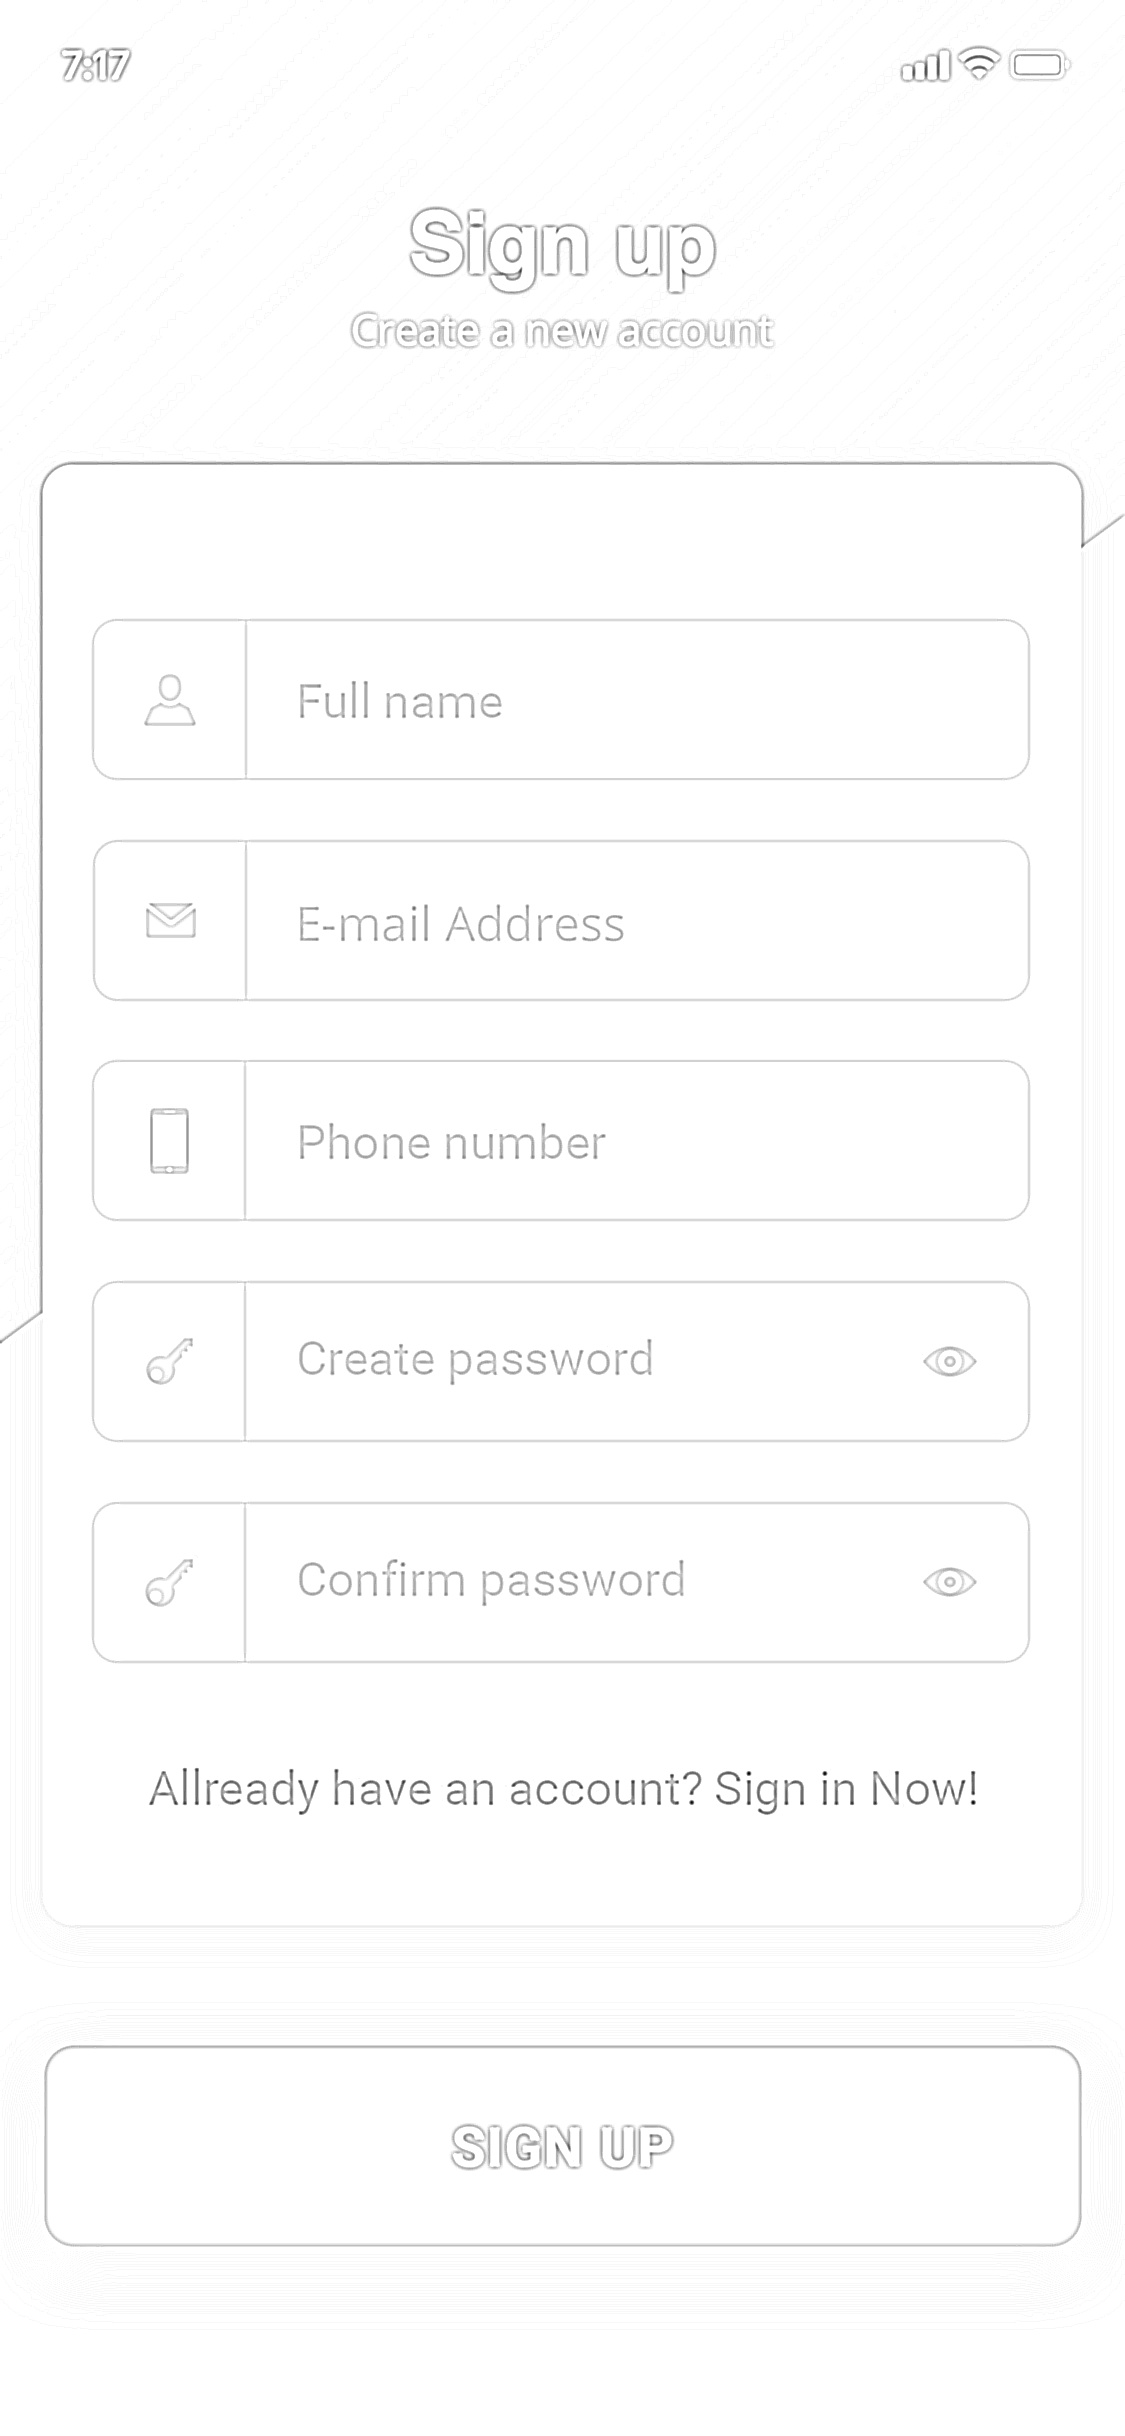 7:17
Sign up
Create a new account
Full name
E-mail Address
Phone number
Create password
Confirm password
Allready have an account? Sign in Now!
SIGN UP